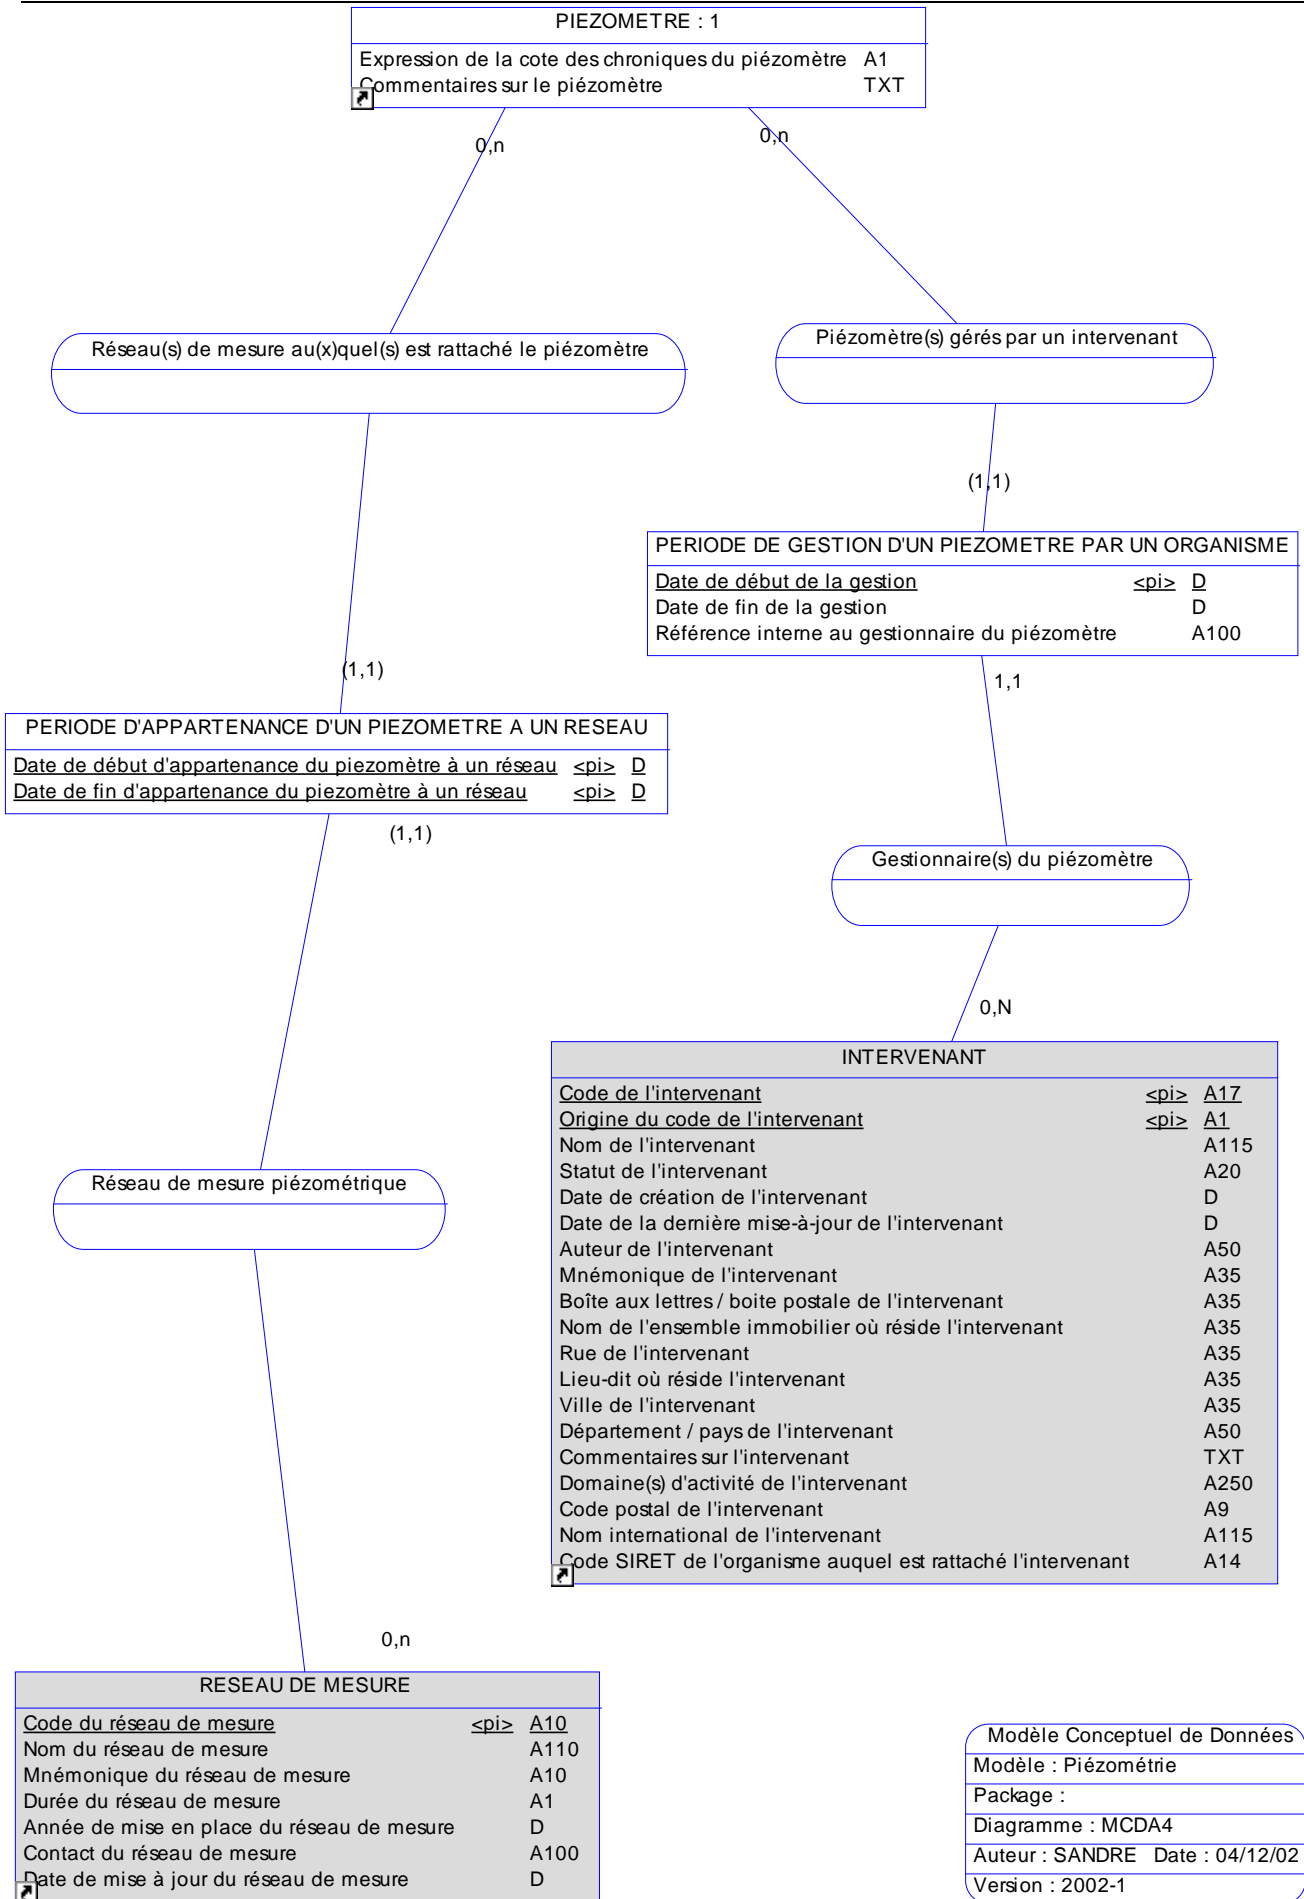 PIEZOMETRE : 1
Expression de la cote des chroniques du piézomètre A1
Commentaires sur le piézomètre TXT
0,n
0,n
Réseau(s) de mesure au(x)quel(s) est rattaché le piézomètre
Piézomètre(s) gérés par un intervenant
(1,1)
PERIODE DE GESTION D'UN PIEZOMETRE PAR UN ORGANISME
Date de début de la gestion <pi> D
Date de fin de la gestion D
Référence interne au gestionnaire du piézomètre A100
(1,1)
1,1
PERIODE D'APPARTENANCE D'UN PIEZOMETRE A UN RESEAU
Date de début d'appartenance du piezomètre à un réseau <pi> D
Date de fin d'appartenance du piezomètre à un réseau <pi> D
(1,1)
Gestionnaire(s) du piézomètre
0,N
INTERVENANT
Code de l'intervenant <pi> A17
Origine du code de l'intervenant <pi> A1
Nom de l'intervenant A115
Statut de l'intervenant A20
Date de création de l'intervenant D
Date de la dernière mise-à-jour de l'intervenant D
Auteur de l'intervenant A50
Mnémonique de l'intervenant A35
Boîte aux lettres / boite postale de l'intervenant A35
Nom de l'ensemble immobilier où réside l'intervenant A35
Rue de l'intervenant A35
Lieu-dit où réside l'intervenant A35
Ville de l'intervenant A35
Département / pays de l'intervenant A50
Commentaires sur l'intervenant TXT
Domaine(s) d'activité de l'intervenant A250
Code postal de l'intervenant A9
Nom international de l'intervenant A115
Code SIRET de l'organisme auquel est rattaché l'intervenant A14
Réseau de mesure piézométrique
0,n
RESEAU DE MESURE
Code du réseau de mesure <pi> A10
Nom du réseau de mesure A110
Mnémonique du réseau de mesure A10
Durée du réseau de mesure A1
Année de mise en place du réseau de mesure D
Contact du réseau de mesure A100
Date de mise à jour du réseau de mesure D
Modèle Conceptuel de Données
Modèle : Piézométrie
Package :
Diagramme : MCDA4
Auteur : SANDRE Date : 04/12/02
Version : 2002-1